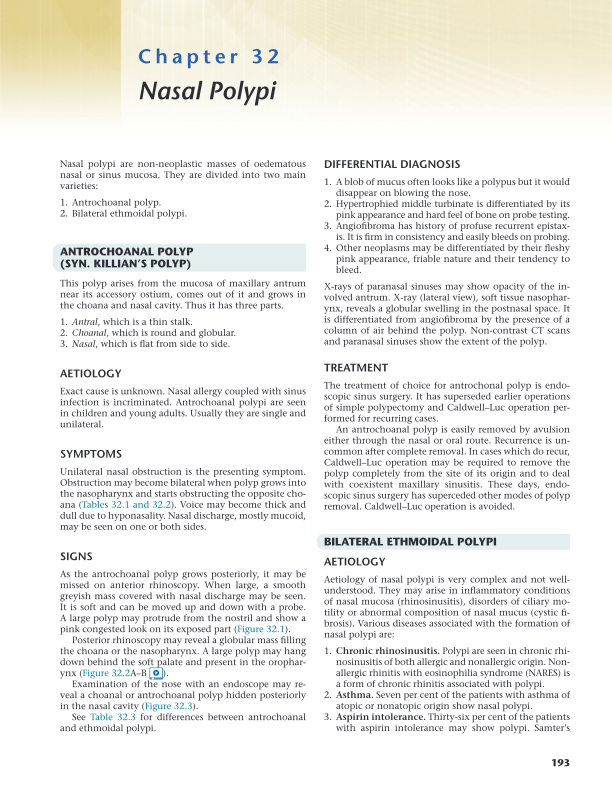 Chapter 32
Nasal Polypi
Nasal polypi are non-neoplastic masses of oedematous
nasal or sinus mucosa. They are divided into two main
varieties:
1. Antrochoanal polyp.
2. Bilateral ethmoidal polypi.
ANTROCHOANAL POLYP
(SYN. KILLIAN'S POLYP)
This polyp arises from the mucosa of maxillary antrum
near its accessory ostium, comes out of it and grows in
the choana and nasal cavity. Thus it has three parts.
1. Antral, which is a thin stalk.
2. Choanal, which is round and globular.
3. Nasal, which is flat from side to side.
AETIOLOGY
Exact cause is unknown. Nasal allergy coupled with sinus
infection is incriminated. Antrochoanal polypi are seen
in children and young adults. Usually they are single and
unilateral.
SYMPTOMS
Unilateral nasal obstruction is the presenting symptom.
Obstruction may become bilateral when polyp grows into
the nasopharynx and starts obstructing the opposite cho-
ana (Tables 32.1 and 32.2). Voice may become thick and
dull due to hyponasality. Nasal discharge, mostly mucoid,
may be seen on one or both sides.
SIGNS
As the antrochoanal polyp grows posteriorly, it may be
missed on anterior rhinoscopy. When large, a smooth
greyish mass covered with nasal discharge may be seen.
It is soft and can be moved up and down with a probe.
A large polyp may protrude from the nostril and show a
pink congested look on its exposed part (Figure 32.1).
Posterior rhinoscopy may reveal a globular mass filling
the choana or the nasopharynx. A large polyp may hang
down behind the soft palate and present in the orophar-
ynx (Figure 32.2A–B ).
Examination of the nose with an endoscope may re-
veal a choanal or antrochoanal polyp hidden posteriorly
in the nasal cavity (Figure 32.3).
See Table 32.3 for differences between antrochoanal
and ethmoidal polypi.
DIFFERENTIAL DIAGNOSIS
1. A blob of mucus often looks like a polypus but it would
disappear on blowing the nose.
2. Hypertrophied middle turbinate is differentiated by its
pink appearance and hard feel of bone on probe testing.
3. Angiofibroma has history of profuse recurrent epistax-
is. It is firm in consistency and easily bleeds on probing.
4. Other neoplasms may be differentiated by their fleshy
pink appearance, friable nature and their tendency to
bleed.
X-rays of paranasal sinuses may show opacity of the in-
volved antrum. X-ray (lateral view), soft tissue nasophar-
ynx, reveals a globular swelling in the postnasal space. It
is differentiated from angiofibroma by the presence of a
column of air behind the polyp. Non-contrast CT scans
and paranasal sinuses show the extent of the polyp.
TREATMENT
The treatment of choice for antrochonal polyp is endo-
scopic sinus surgery. It has superseded earlier operations
of simple polypectomy and Caldwell–Luc operation per-
formed for recurring cases.
An antrochoanal polyp is easily removed by avulsion
either through the nasal or oral route. Recurrence is un-
common after complete removal. In cases which do recur,
Caldwell–Luc operation may be required to remove the
polyp completely from the site of its origin and to deal
with coexistent maxillary sinusitis. These days, endo-
scopic sinus surgery has superceded other modes of polyp
removal. Caldwell–Luc operation is avoided.
BILATERAL ETHMOIDAL POLYPI
AETIOLOGY
Aetiology of nasal polypi is very complex and not well-
understood. They may arise in inflammatory conditions
of nasal mucosa (rhinosinusitis), disorders of ciliary mo-
tility or abnormal composition of nasal mucus (cystic fi-
brosis). Various diseases associated with the formation of
nasal polypi are:
1. Chronic rhinosinusitis. Polypi are seen in chronic rhi-
nosinusitis of both allergic and nonallergic origin. Non-
allergic rhinitis with eosinophilia syndrome (NARES) is
a form of chronic rhinitis associated with polypi.
2. Asthma. Seven per cent of the patients with asthma of
atopic or nonatopic origin show nasal polypi.
3. Aspirin intolerance. Thirty-six per cent of the patients
with aspirin intolerance may show polypi. Samter's
193